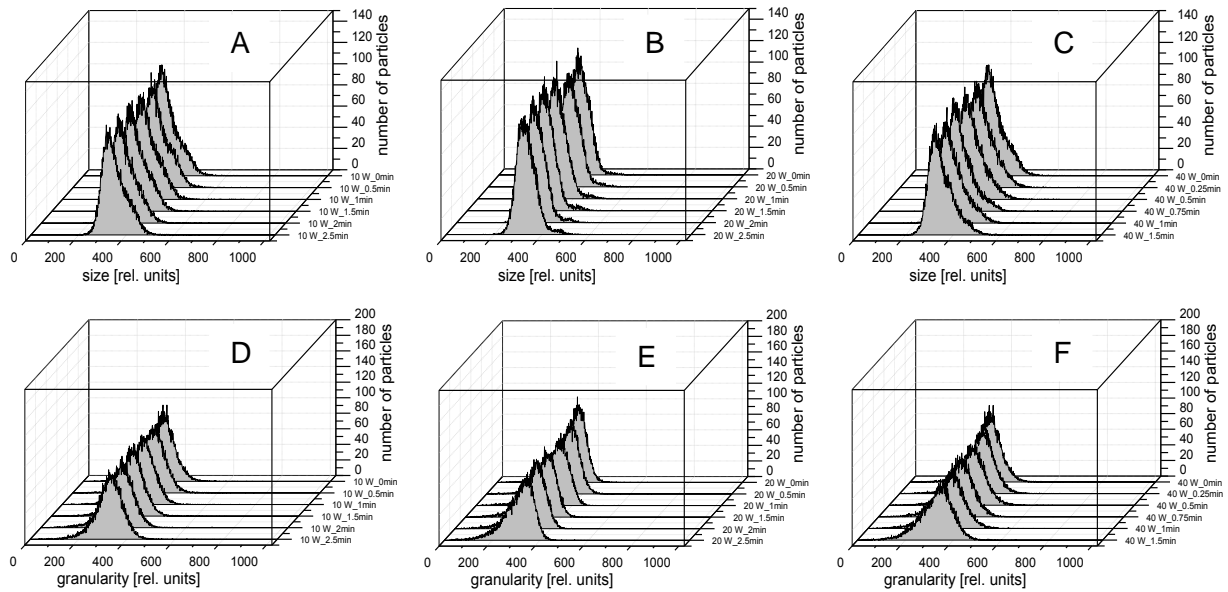 A
140
120
100
80
60
40
20
0
number of particles
10 W_0min
10 W_0.5min
10 W_1min
10 W_1.5min
10 W_2min
10 W_2.5min
0 200 400 600 800 1000
size [rel. units]
B
140
120
100
80
60
40
20
0
number of particles
20 W_0min
20 W_0.5min
20 W_1min
20 W_1.5min
20 W_2min
20 W_2.5min
0 200 400 600 800 1000
size [rel. units]
C
140
120
100
80
60
40
20
0
number of particles
40 W_0min
40 W_0.25min
40 W_0.5min
40 W_0.75min
40 W_1min
40 W_1.5min
0 200 400 600 800 1000
size [rel. units]
D
200
180
160
140
120
100
80
60
40
20
0
number of particles
10 W_0min
10 W_0.5min
10 W_1min
10 W_1.5min
10 W_2min
10 W_2.5min
0 200 400 600 800 1000
granularity [rel. units]
E
200
180
160
140
120
100
80
60
40
20
0
number of particles
20 W_0min
20 W_0.5min
20 W_1min
20 W_1.5min
20 W_2min
20 W_2.5min
0 200 400 600 800 1000
granularity [rel. units]
F
200
180
160
140
120
100
80
60
40
20
0
number of particles
40 W_0min
40 W_0.25min
40 W_0.5min
40 W_0.75min
40 W_1min
40 W_1.5min
0 200 400 600 800 1000
granularity [rel. units]